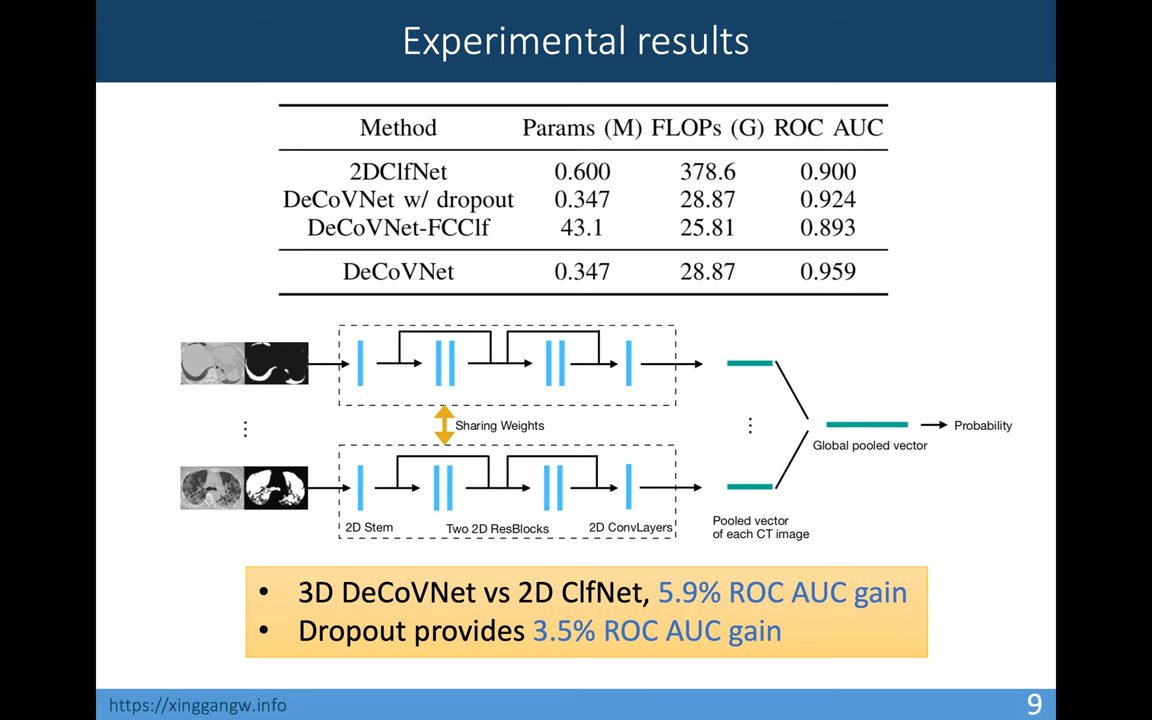 Experimental results
Method Params (M) FLOPs (G) ROC AUC
2DClfNet 0.600 378.6 0.900
DeCoVNet w/ dropout 0.347 28.87 0.924
DeCoVNet-FCClf 43.1 25.81 0.893
DeCoVNet 0.347 28.87 0.959
Sharing Weights
Probability
Global pooled vector
2D Stem Two 2D ResBlocks 2D ConvLayers
Pooled vector
of each CT image
• 3D DeCoVNet vs 2D ClfNet, 5.9% ROC AUC gain
• Dropout provides 3.5% ROC AUC gain
https://xinggangw.info
9